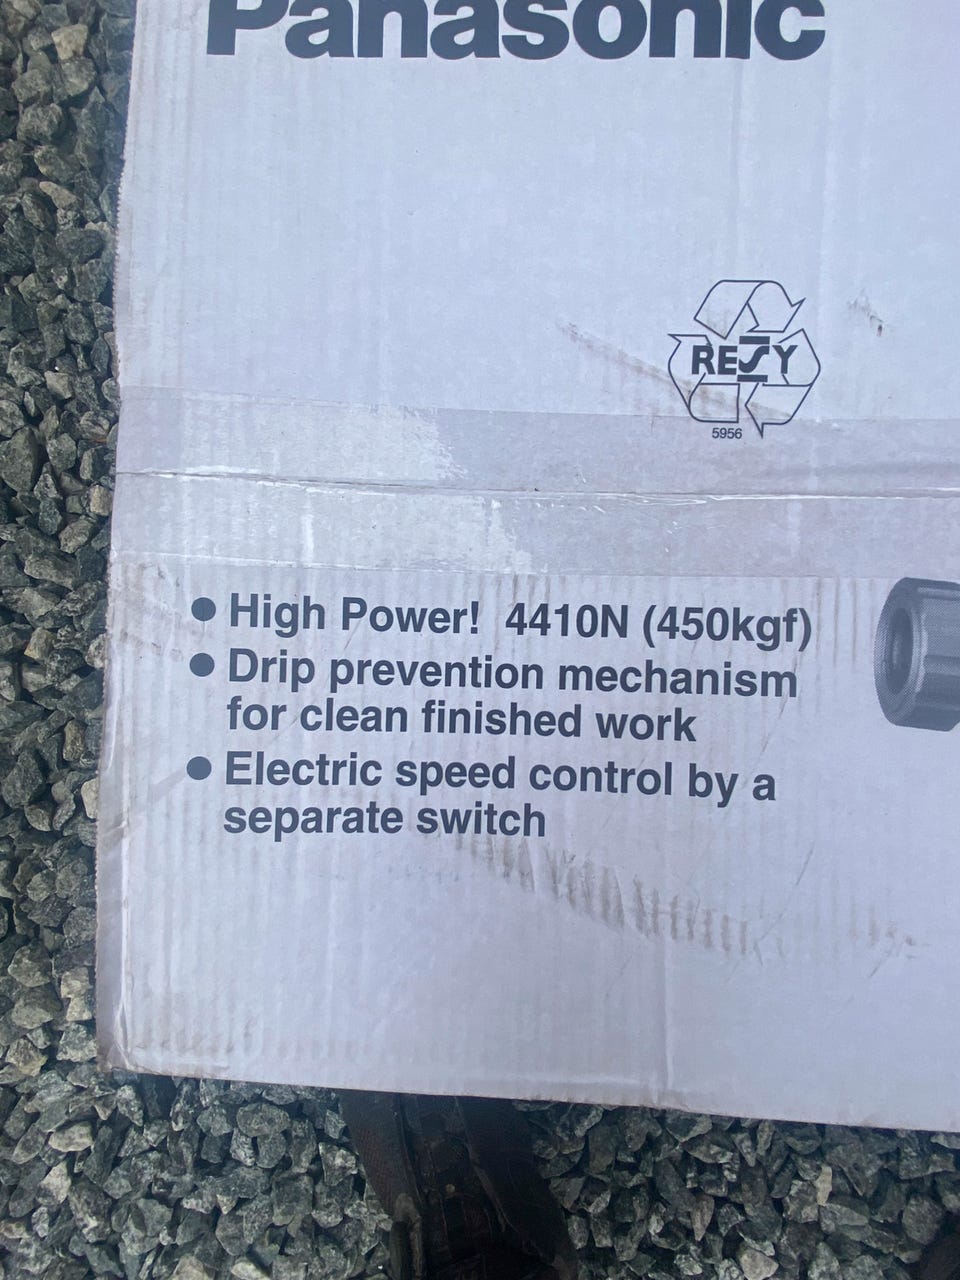 Panasonic
RESY
5956
● High Power! 4410N (450kgf)
● Drip prevention mechanism
for clean finished work
● Electric speed control by a
separate switch